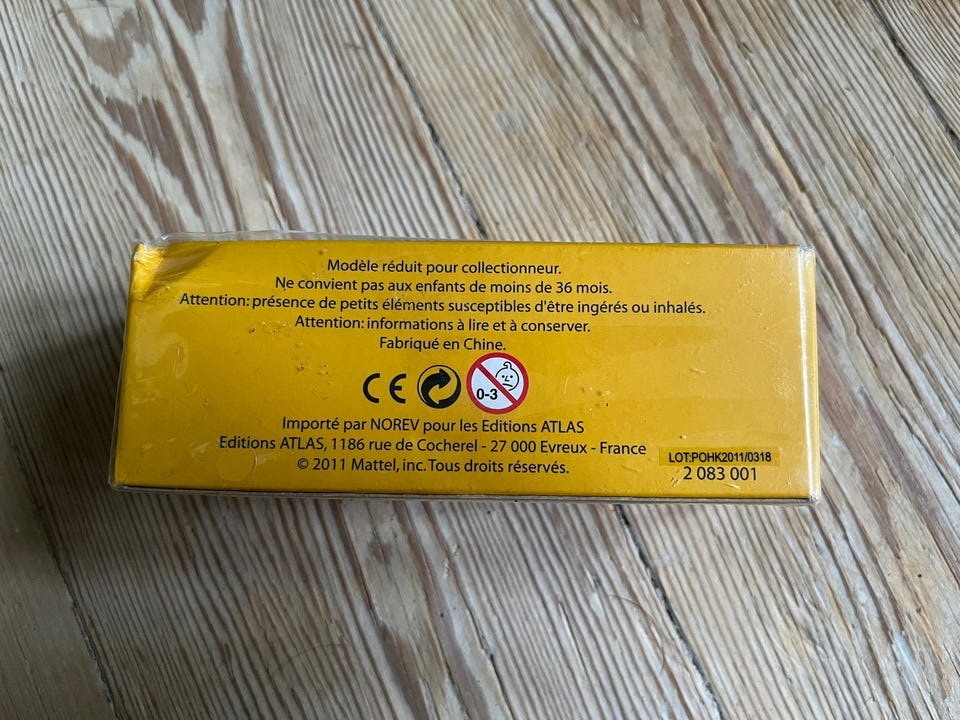 Modèle réduit pour collectionneur.
Ne convient pas aux enfants de moins de 36 mois.
Attention: présence de petits éléments susceptibles d'être ingérés ou inhalés.
Attention: informations à lire et à conserver.
Fabriqué en Chine.
CE
0-3
Importé par NOREV pour les Editions ATLAS
Editions ATLAS, 1186 rue de Cocherel - 27 000 Evreux - France
© 2011 Mattel, inc. Tous droits réservés.
LOT:POHK2011/0318
2 083 001